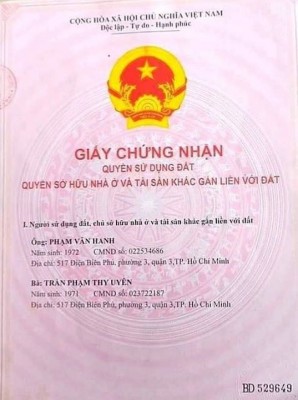 CỘNG HÒA XÃ HỘI CHỦ NGHĨA VIỆT NAM
Độc lập - Tự do - Hạnh phúc
GIẤY CHỨNG NHẬN
QUYỀN SỬ DỤNG ĐẤT
QUYỀN SỞ HỮU NHÀ Ở VÀ TÀI SẢN KHÁC GẮN LIỀN VỚI ĐẤT
I. Người sử dụng đất, chủ sở hữu nhà ở và tài sản khác gắn liền với đất
Ông: PHẠM VĂN HANH
Năm sinh: 1972 CMND số: 022534686
Địa chỉ: 517 Điện Biên Phủ, phường 3, quận 3,TP. Hồ Chí Minh
Bà: TRẦN PHẠM THY UYÊN
Năm sinh: 1971 CMND số: 023722187
Địa chỉ: 517 Điện Biên Phủ, phường 3, quận 3,TP. Hồ Chí Minh
BD 529649